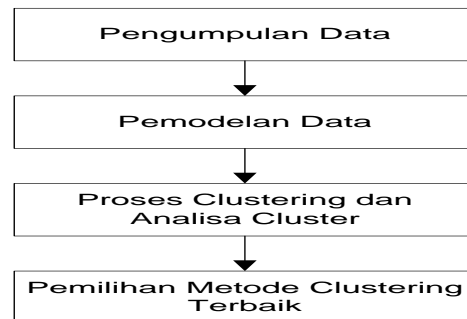 Pengumpulan Data
Pemodelan Data
Proses Clustering dan
Analisa Cluster
Pemilihan Metode Clustering
Terbaik